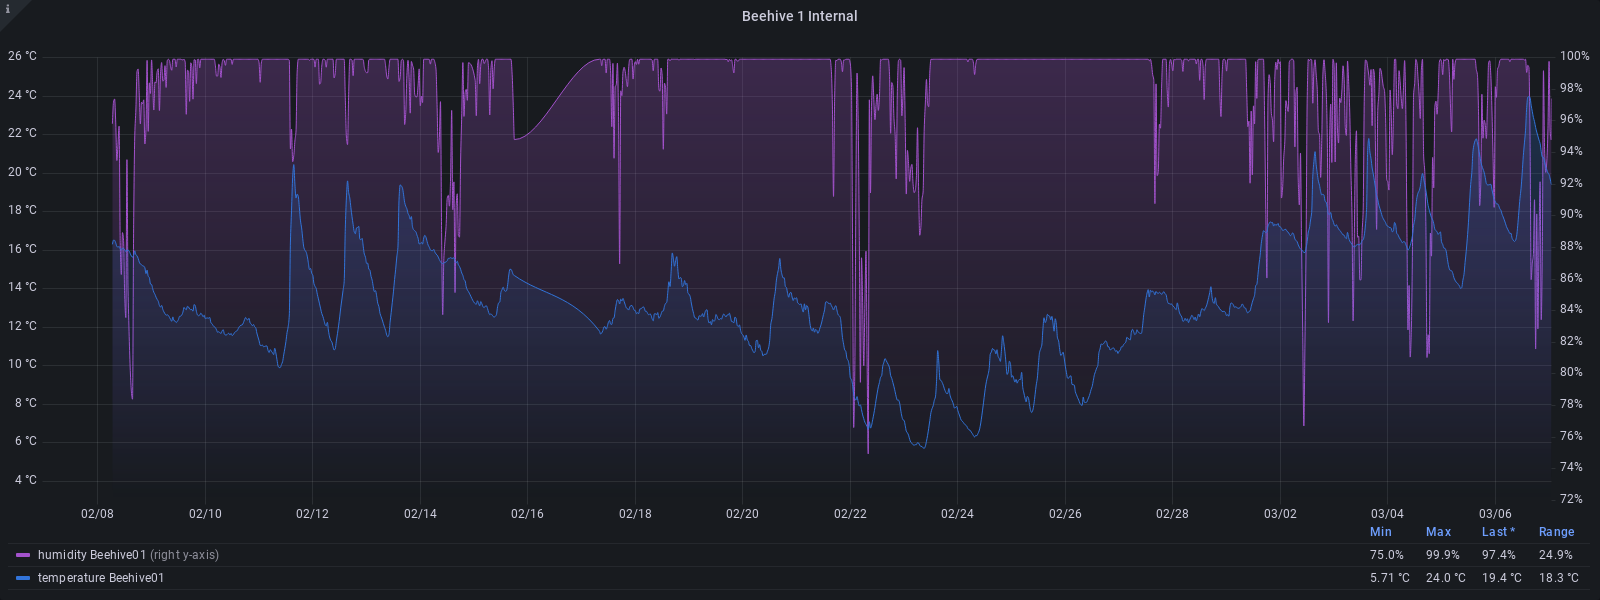 i
Beehive 1 Internal
26 °C
24 °C
22 °C
20 °C
18 °C
16 °C
14 °C
12 °C
10 °C
8 °C
6 °C
4 °C
100%
98%
96%
94%
92%
90%
88%
86%
84%
82%
80%
78%
76%
74%
72%
02/08 02/10 02/12 02/14 02/16 02/18 02/20 02/22 02/24 02/26 02/28 03/02 03/04 03/06
Min Max Last * Range
humidity Beehive01 (right y-axis) 75.0% 99.9% 97.4% 24.9%
temperature Beehive01 5.71 °C 24.0 °C 19.4 °C 18.3 °C